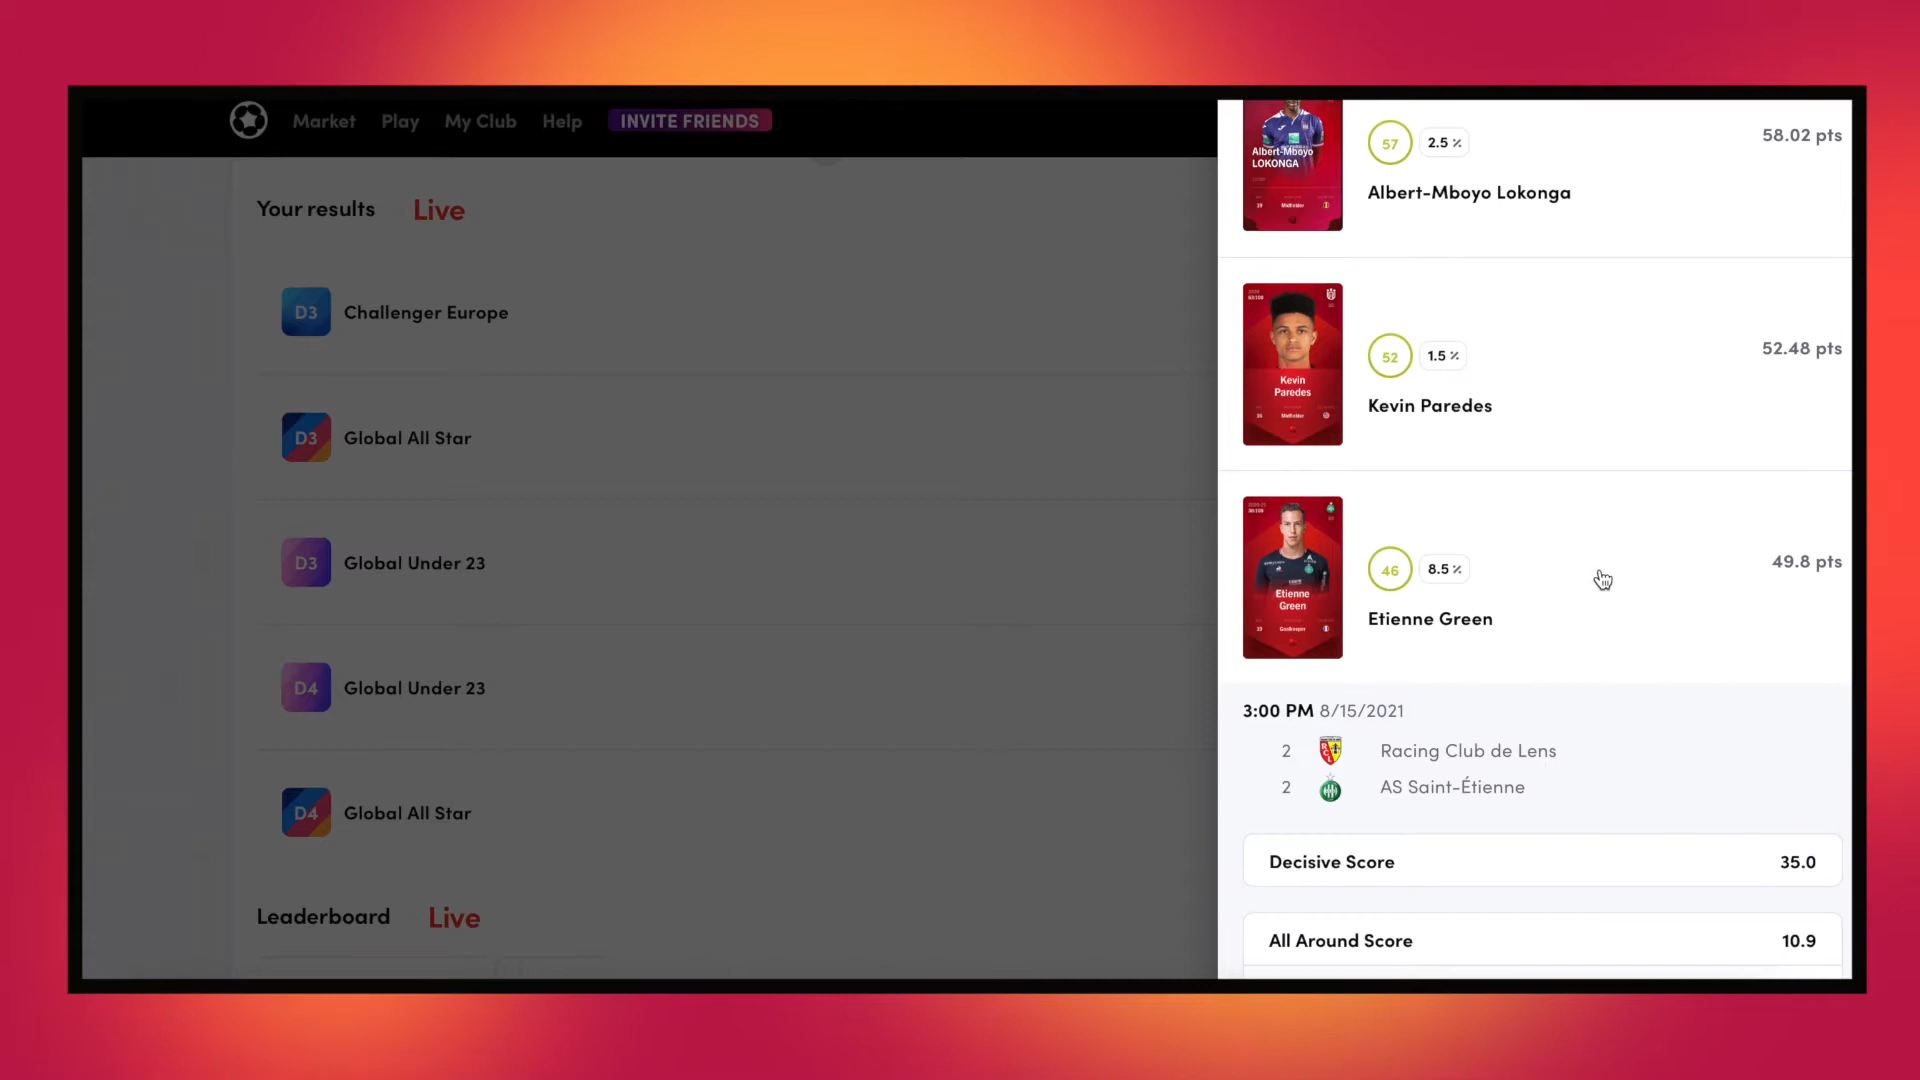 Market Play My Club Help INVITE FRIENDS
Your results Live
D3 Challenger Europe
D3 Global All Star
D3 Global Under 23
D4 Global Under 23
D4 Global All Star
Leaderboard Live
Albert-Mboyo
LOKONGA
Midfielder
57 2.5 % 58.02 pts
Albert-Mboyo Lokonga
Kevin
Paredes
Midfielder
52 1.5 % 52.48 pts
Kevin Paredes
Etienne
Green
19 Goalkeeper
46 8.5 % 49.8 pts
Etienne Green
3:00 PM 8/15/2021
2 Racing Club de Lens
2 AS Saint-Étienne
Decisive Score 35.0
All Around Score 10.9